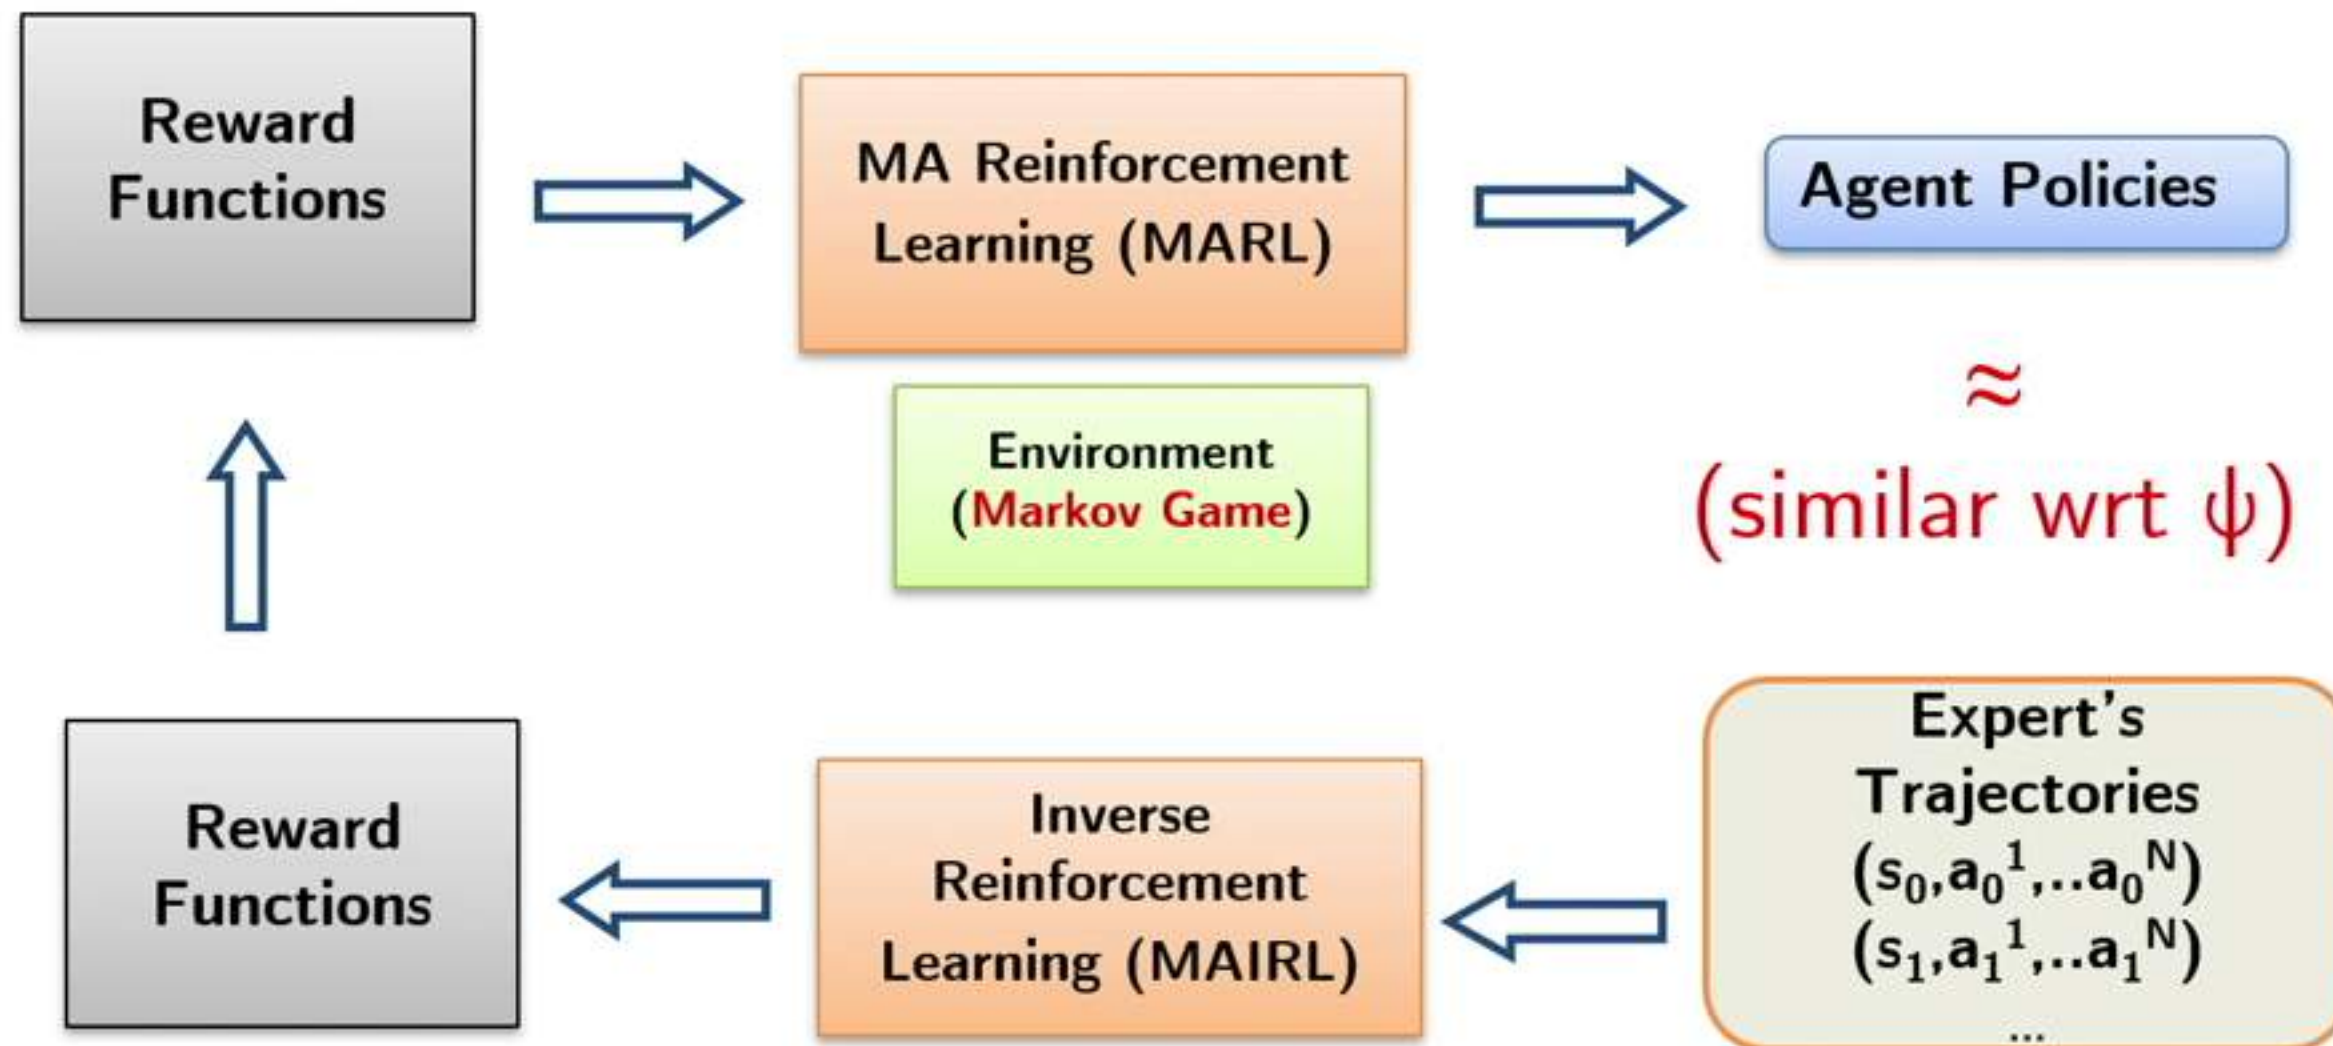 Reward
Functions
MA Reinforcement
Learning (MARL)
Agent Policies
Environment
(Markov Game)
≈
(similar wrt ψ)
Reward
Functions
Inverse
Reinforcement
Learning (MAIRL)
Expert's
Trajectories
(s₀,a₀¹,..a₀ᴺ)
(s₁,a₁¹,..a₁ᴺ)
...